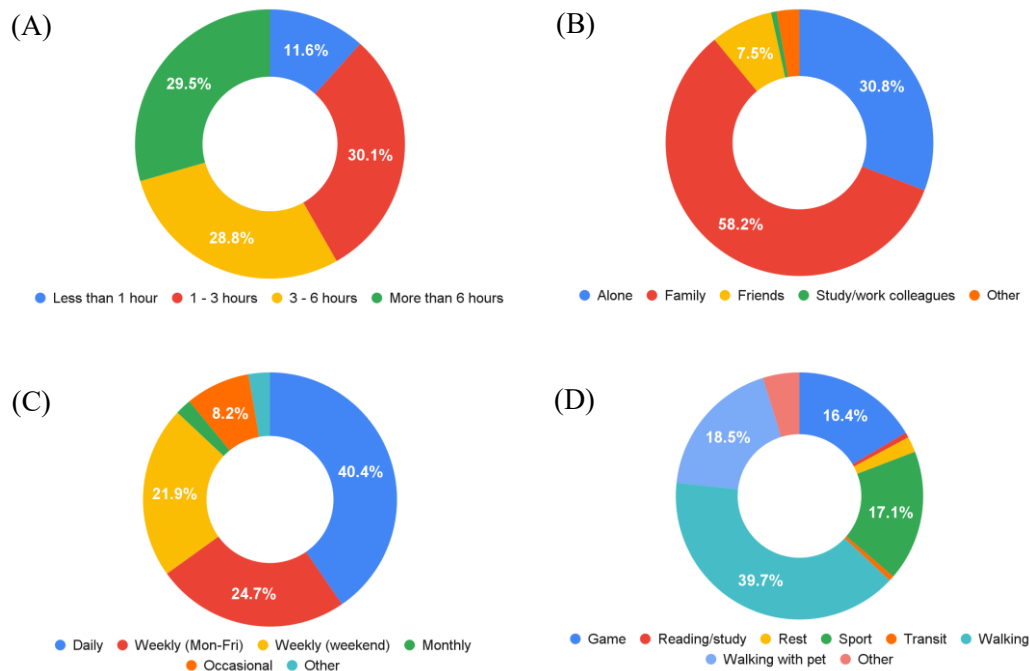 (A)
11.6%
29.5%
30.1%
28.8%
Less than 1 hour 1 - 3 hours 3 - 6 hours More than 6 hours
(B)
7.5%
30.8%
58.2%
Alone Family Friends Study/work colleagues Other
(C)
8.2%
40.4%
21.9%
24.7%
Daily Weekly (Mon-Fri) Weekly (weekend) Monthly
Occasional Other
(D)
16.4%
18.5%
17.1%
39.7%
Game Reading/study Rest Sport Transit Walking
Walking with pet Other